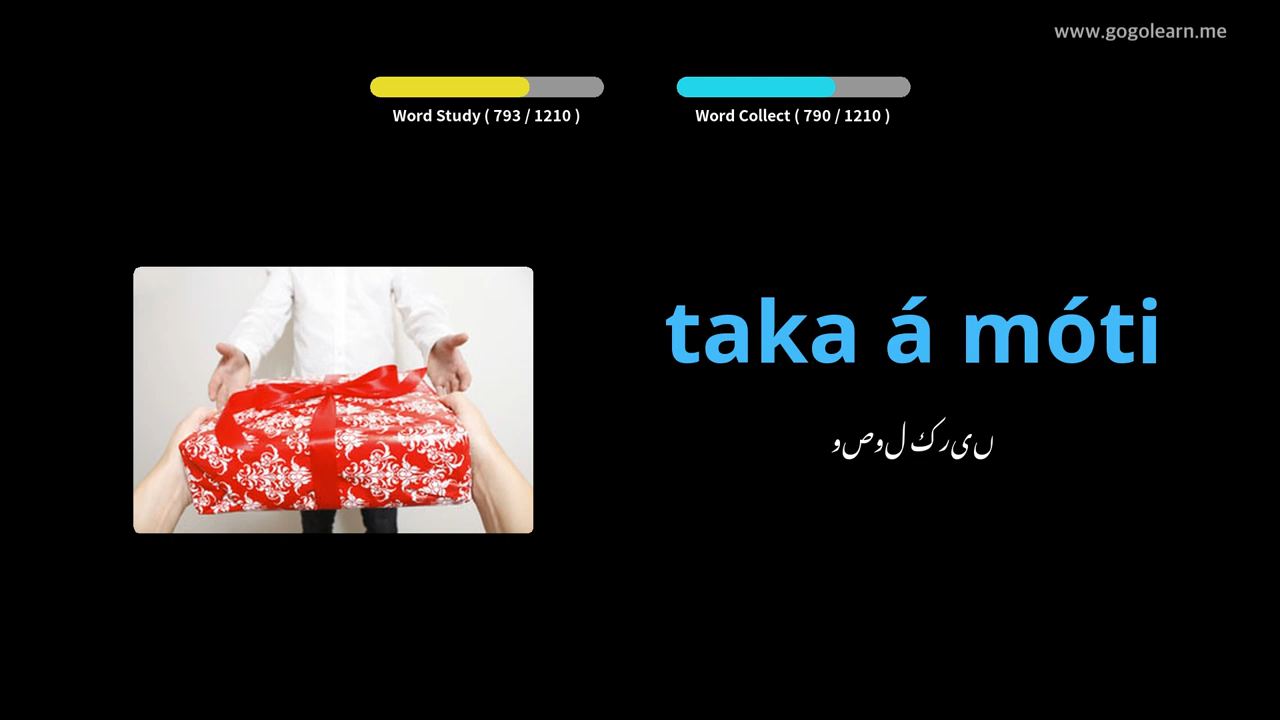 www.gogolearn.me
Word Study ( 793 / 1210 )
Word Collect ( 790 / 1210 )
taka á móti
وصول کریں